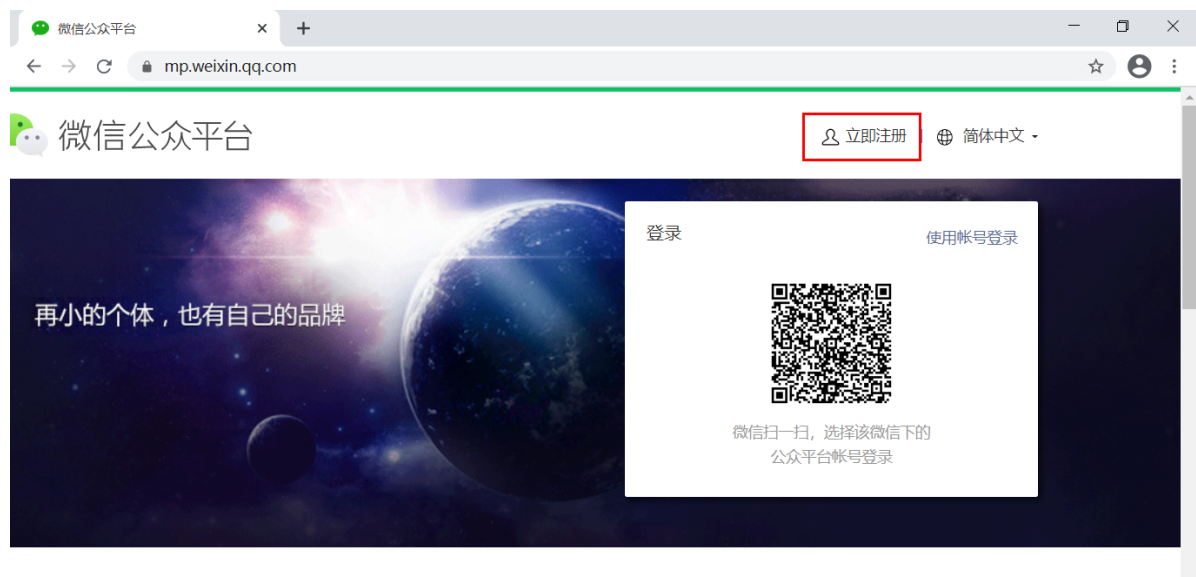 微信公众平台
mp.weixin.qq.com
微信公众平台
立即注册
简体中文
登录
使用帐号登录
再小的个体，也有自己的品牌
微信扫一扫，选择该微信下的
公众平台帐号登录